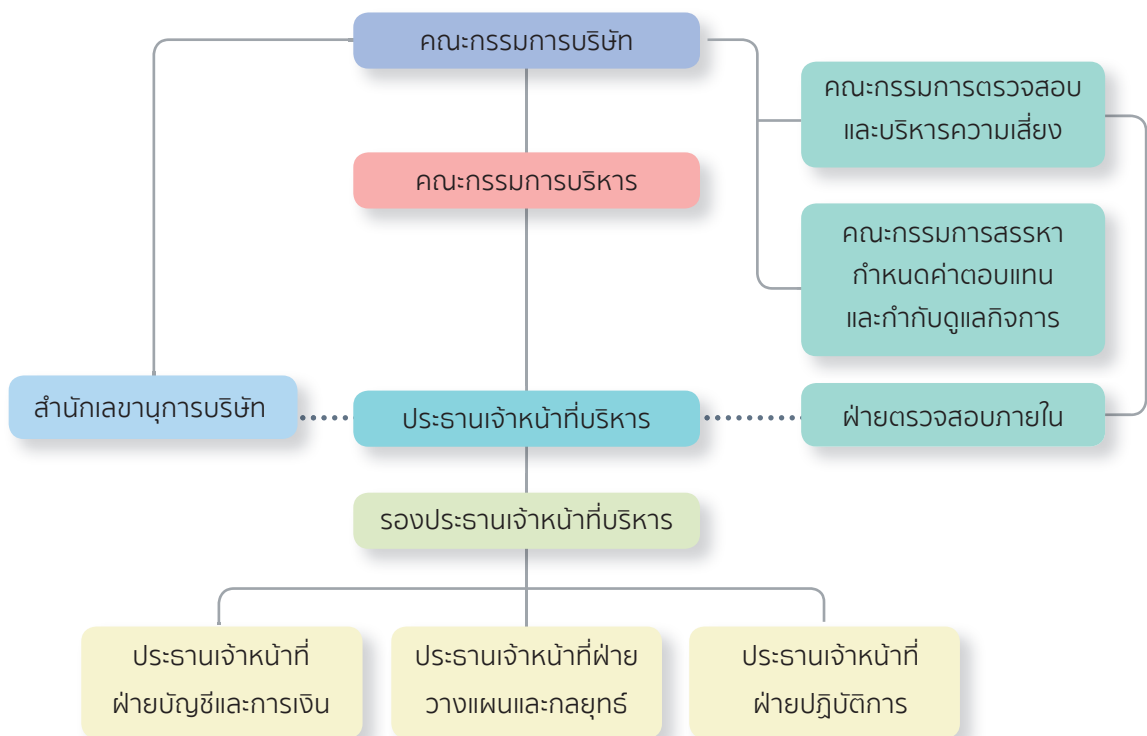 คณะกรรมการบริษัท
คณะกรรมการตรวจสอบ
และบริหารความเสี่ยง
คณะกรรมการบริหาร
คณะกรรมการสรรหา
กำหนดค่าตอบแทน
และกำกับดูแลกิจการ
สำนักเลขานุการบริษัท
ประธานเจ้าหน้าที่บริหาร
ฝ่ายตรวจสอบภายใน
รองประธานเจ้าหน้าที่บริหาร
ประธานเจ้าหน้าที่
ฝ่ายบัญชีและการเงิน
ประธานเจ้าหน้าที่ฝ่าย
วางแผนและกลยุทธ์
ประธานเจ้าหน้าที่
ฝ่ายปฏิบัติการ